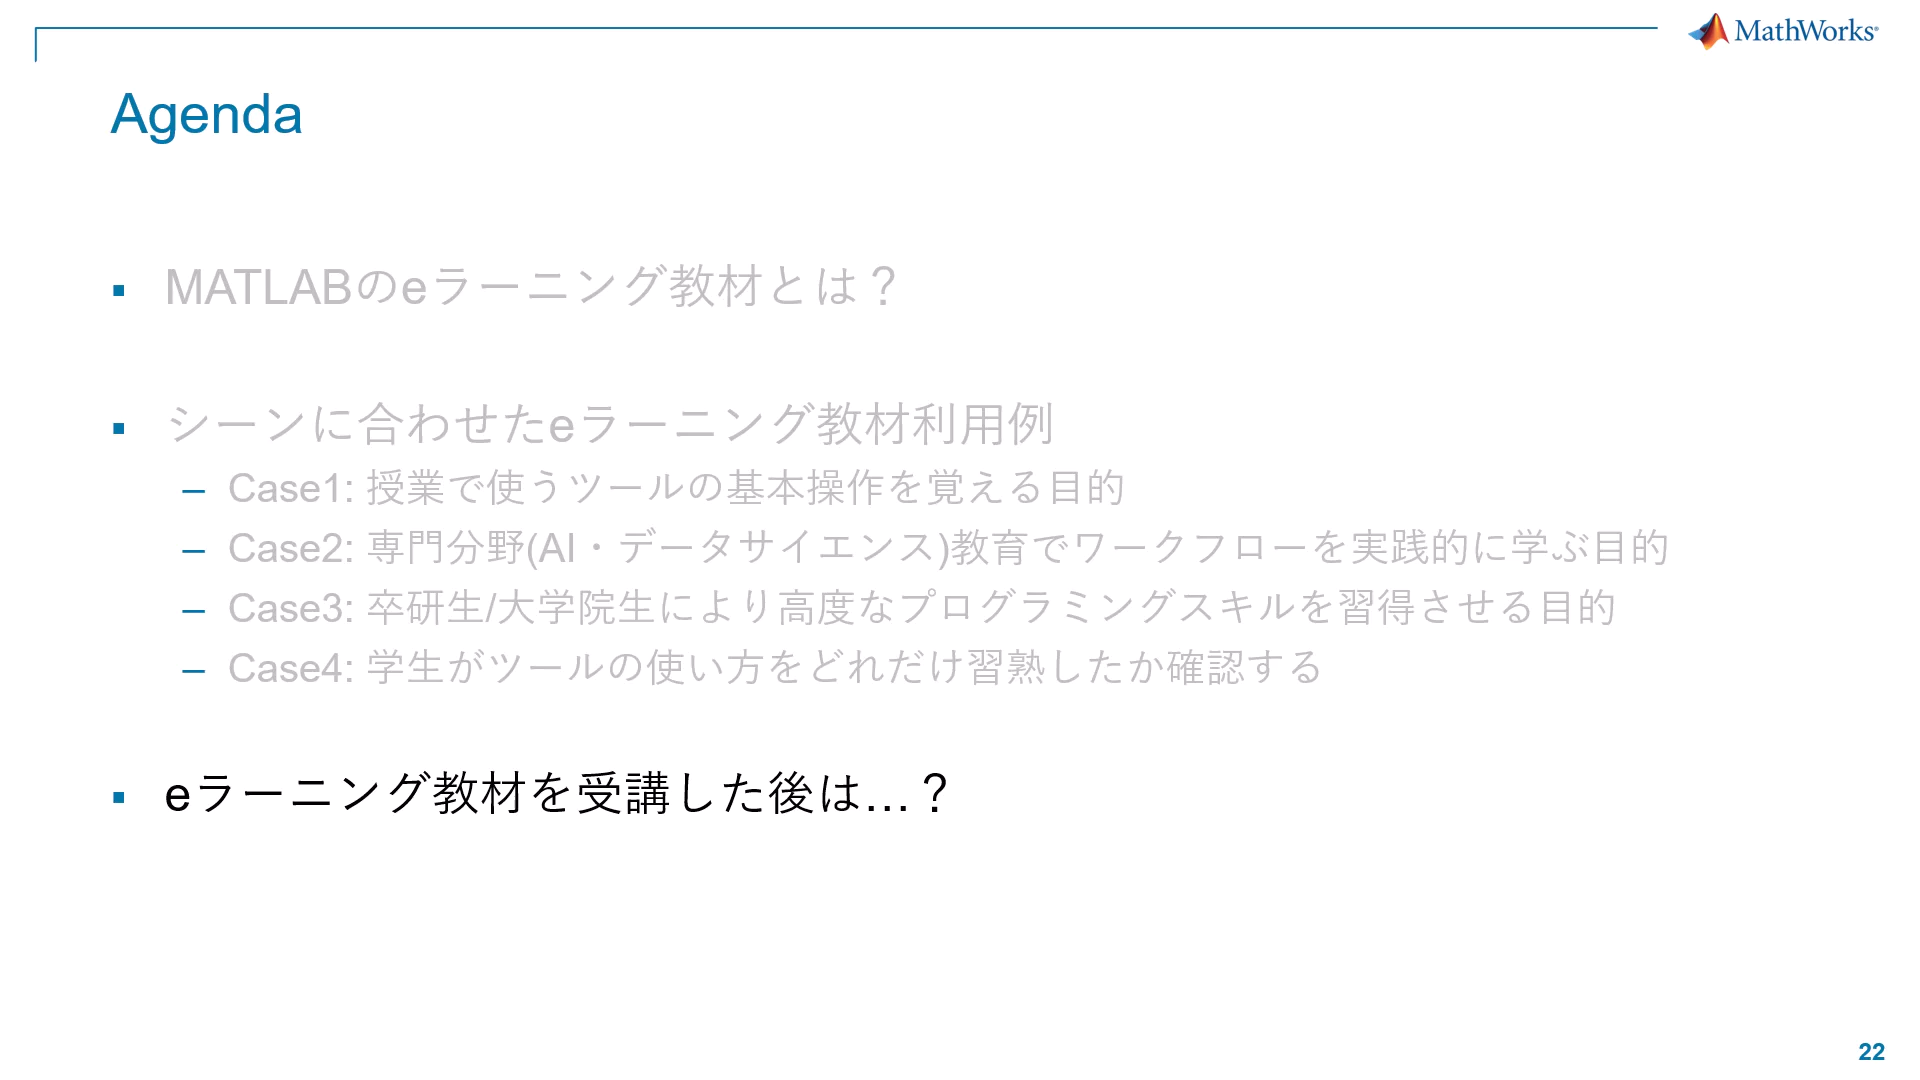 MathWorks®
Agenda
▪ MATLABのeラーニング教材とは？
▪ シーンに合わせたeラーニング教材利用例
– Case1: 授業で使うツールの基本操作を覚える目的
– Case2: 専門分野(AI・データサイエンス)教育でワークフローを実践的に学ぶ目的
– Case3: 卒研生/大学院生により高度なプログラミングスキルを習得させる目的
– Case4: 学生がツールの使い方をどれだけ習熟したか確認する
▪ eラーニング教材を受講した後は…？
22